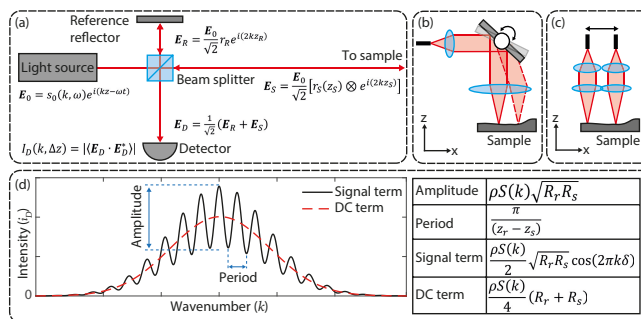 (a)
Reference
reflector
E_R = E_0/√2 r_R e^{i(2kz_R)}
Light source
To sample
Beam splitter
E_0 = s_0(k, ω)e^{i(kz−ωt)}
E_S = E_0/√2 [r_S(z_S) ⊗ e^{i(2kz_S)}]
E_D = 1/√2 (E_R + E_S)
I_D(k, Δz) = |⟨E_D · E_D^*⟩|
Detector
(b)
z
x
Sample
(c)
z
x
Sample
(d)
Signal term
DC term
Amplitude
Period
Intensity (i_D)
Wavenumber (k)
Amplitude ρS(k)√(R_r R_s)
Period π/(z_r − z_s)
Signal term ρS(k)/2 √(R_r R_s) cos(2πkδ)
DC term ρS(k)/4 (R_r + R_s)